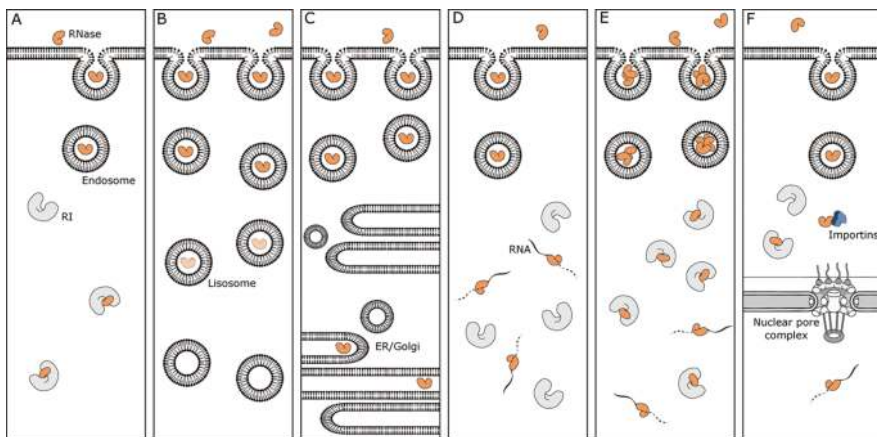 A
RNase
Endosome
RI
B
Lisosome
C
ER/Golgi
D
RNA
E
F
Importins
Nuclear pore
complex